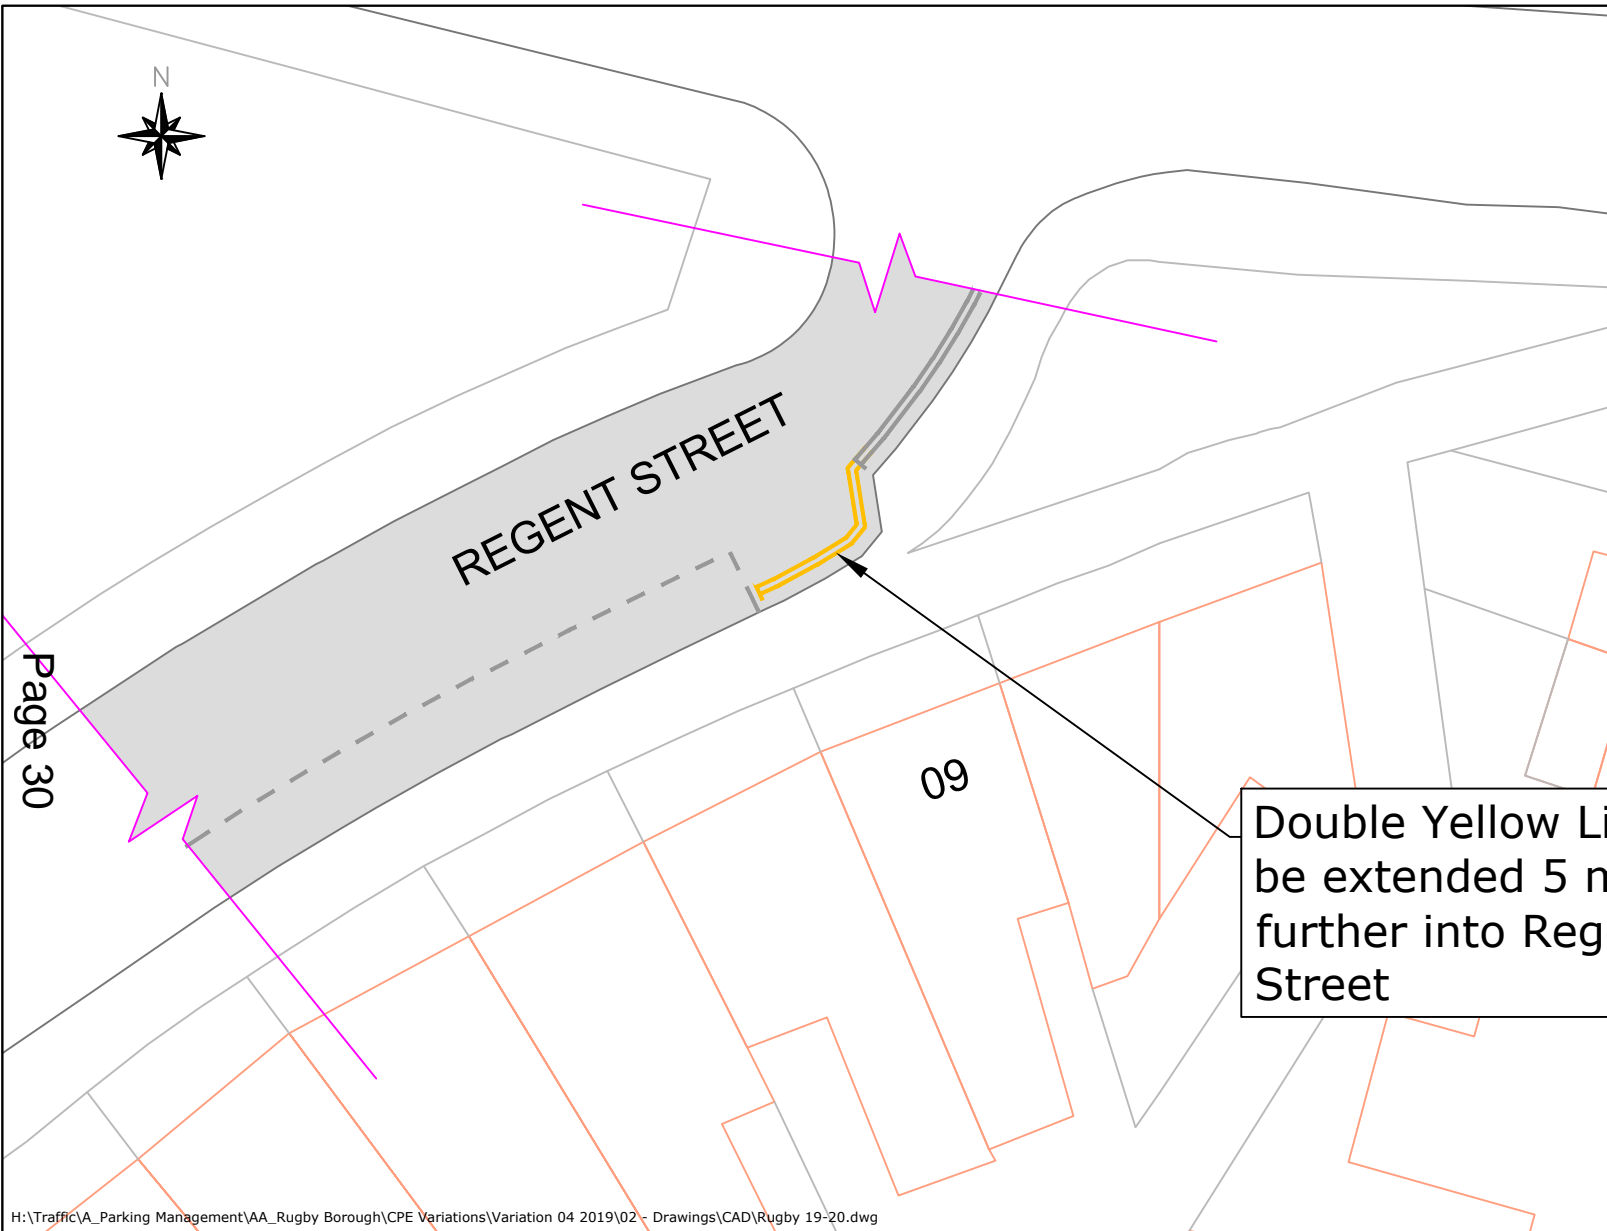 N
REGENT STREET
Page 30
09
Double Yellow Li
be extended 5
further into Reg
Street
H:\Traffic\A_Parking Management\AA_Rugby Borough\CPE Variations\Variation 04 2019\02 - Drawings\CAD\Rugby 19-20.dwg